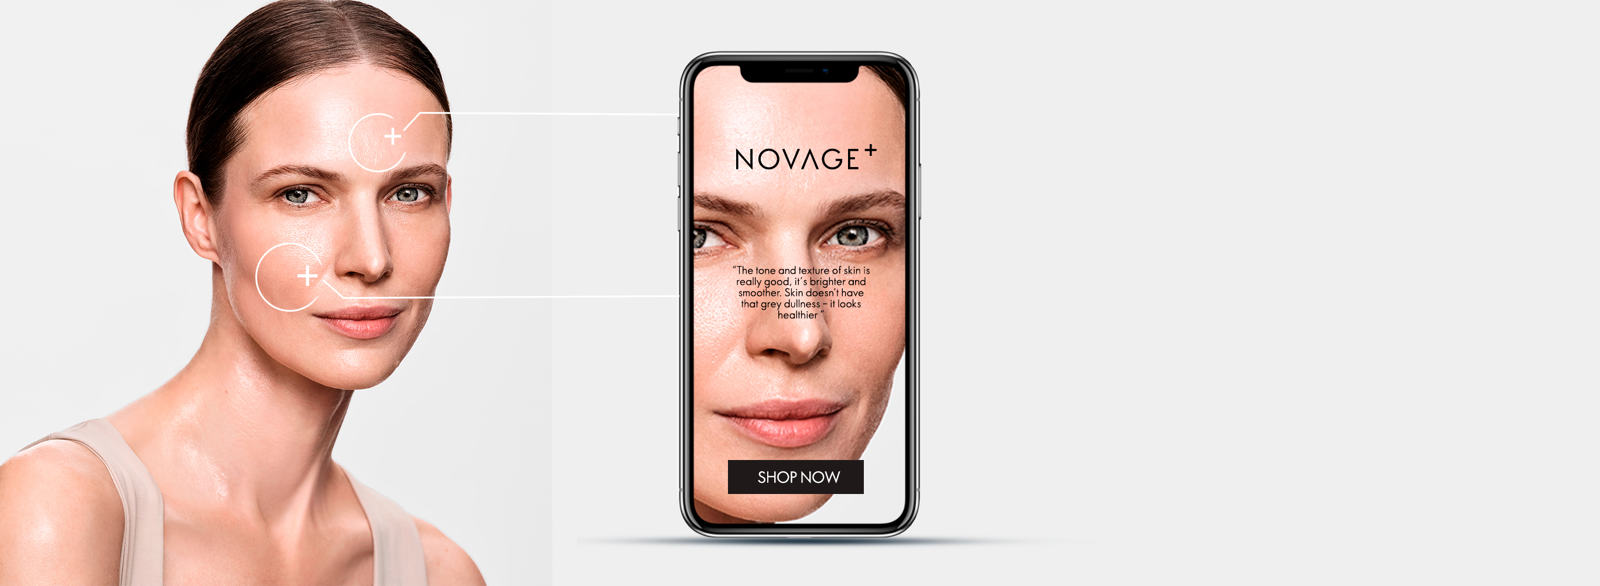 NOVAGE+
“The tone and texture of skin is
really good, it’s brighter and
smoother. Skin doesn’t have
that grey dullness – it looks
healthier ”
SHOP NOW